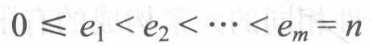 0 ⩽ e₁ < e₂ < ⋯ < eₘ = n